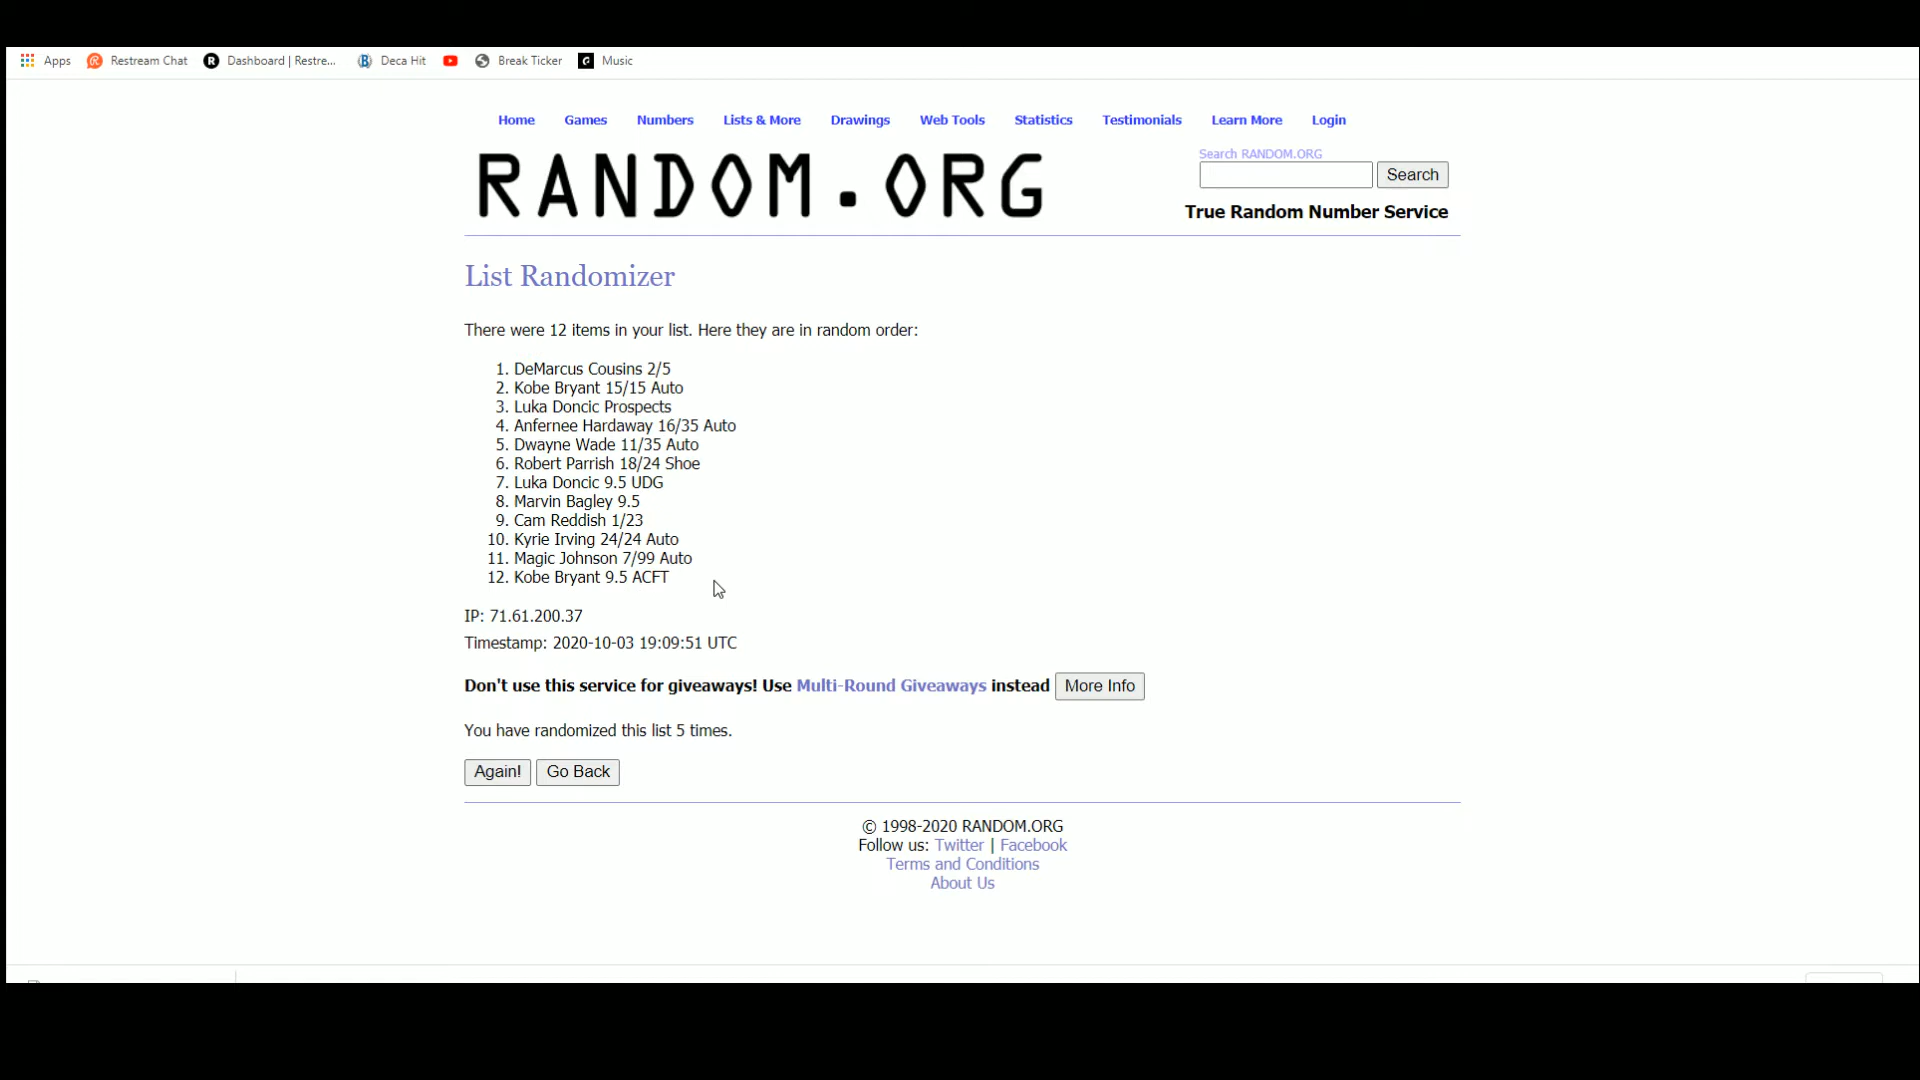 Apps Restream Chat Dashboard | Restre... Deca Hit Break Ticker Music
Home Games Numbers Lists & More Drawings Web Tools Statistics Testimonials Learn More Login
RANDOM.ORG
Search RANDOM.ORG
Search
True Random Number Service
List Randomizer
There were 12 items in your list. Here they are in random order:
1. DeMarcus Cousins 2/5
2. Kobe Bryant 15/15 Auto
3. Luka Doncic Prospects
4. Anfernee Hardaway 16/35 Auto
5. Dwayne Wade 11/35 Auto
6. Robert Parrish 18/24 Shoe
7. Luka Doncic 9.5 UDG
8. Marvin Bagley 9.5
9. Cam Reddish 1/23
10. Kyrie Irving 24/24 Auto
11. Magic Johnson 7/99 Auto
12. Kobe Bryant 9.5 ACFT
IP: 71.61.200.37
Timestamp: 2020-10-03 19:09:51 UTC
Don't use this service for giveaways! Use Multi-Round Giveaways instead More Info
You have randomized this list 5 times.
Again! Go Back
© 1998-2020 RANDOM.ORG
Follow us: Twitter | Facebook
Terms and Conditions
About Us